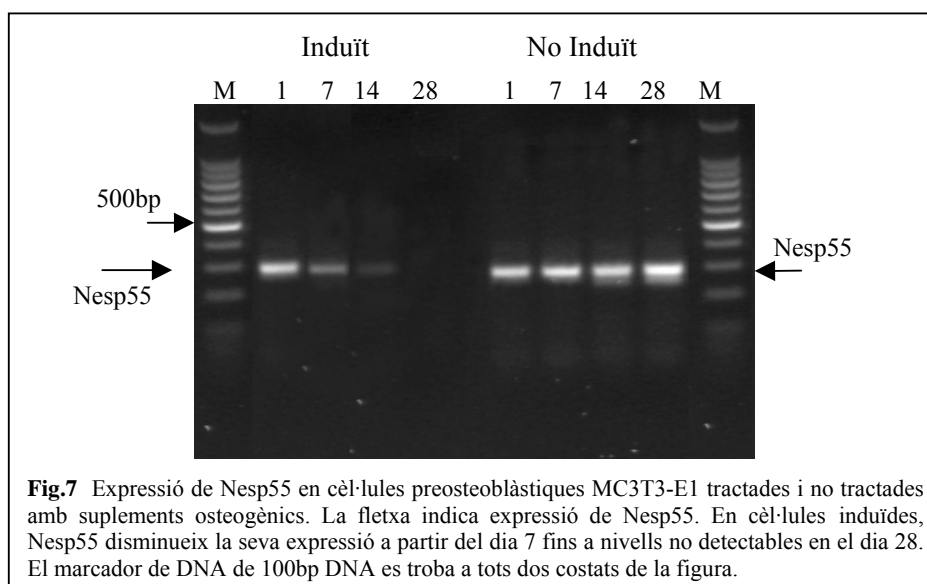 Induït No Induït
M 1 7 14 28 1 7 14 28 M
500bp
Nesp55
Nesp55
Fig.7 Expressió de Nesp55 en cèl·lules preosteoblàstiques MC3T3-E1 tractades i no tractades
amb suplements osteogènics. La fletxa indica expressió de Nesp55. En cèl·lules induïdes,
Nesp55 disminueix la seva expressió a partir del dia 7 fins a nivells no detectables en el dia 28.
El marcador de DNA de 100bp DNA es troba a tots dos costats de la figura.